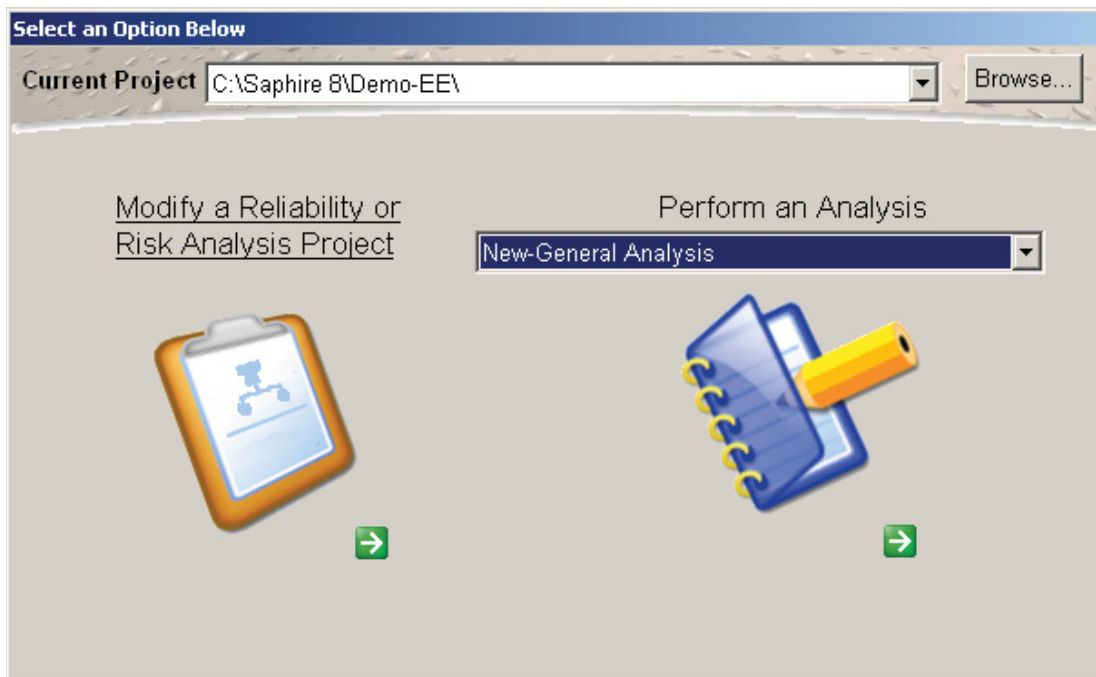 Select an Option Below
Current Project C:\Saphire 8\Demo-EE\ Browse...
Modify a Reliability or
Risk Analysis Project
Perform an Analysis
New-General Analysis